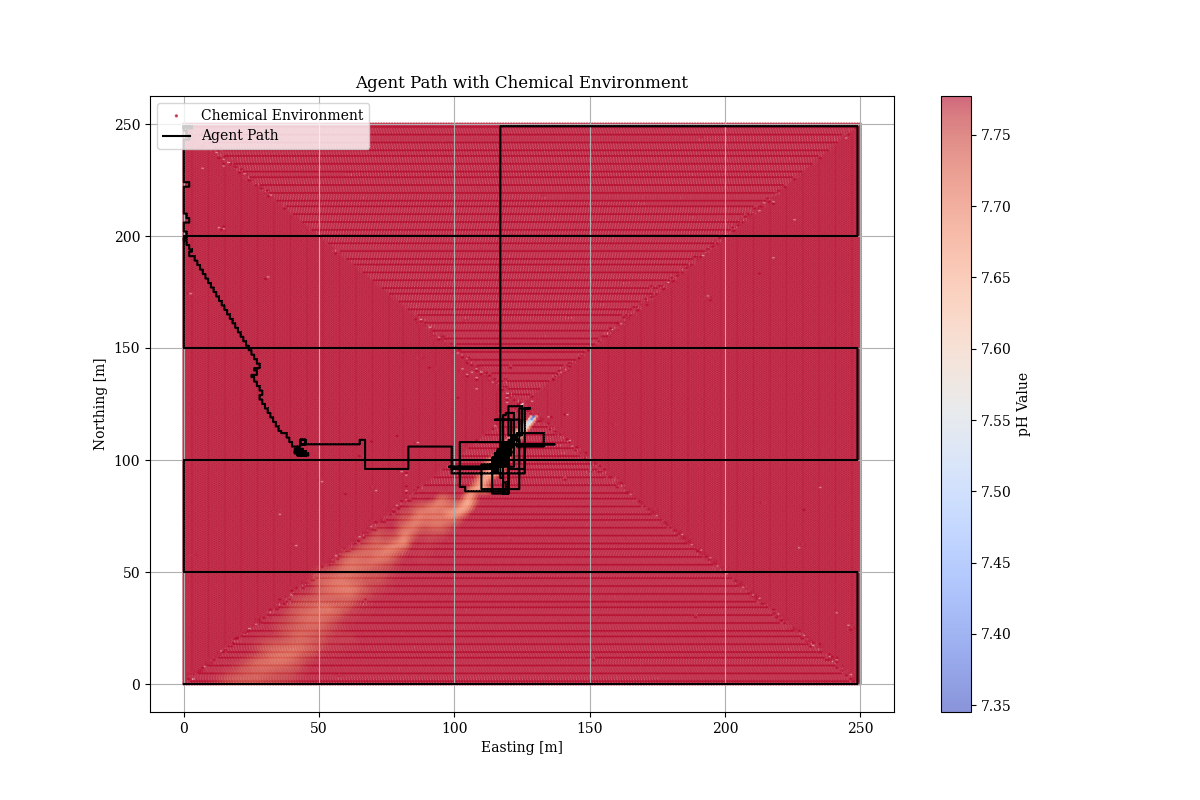 Agent Path with Chemical Environment
Chemical Environment
Agent Path
250
200
150
100
50
0
Northing [m]
0 50 100 150 200 250
Easting [m]
7.75
7.70
7.65
7.60
7.55
7.50
7.45
7.40
7.35
pH Value